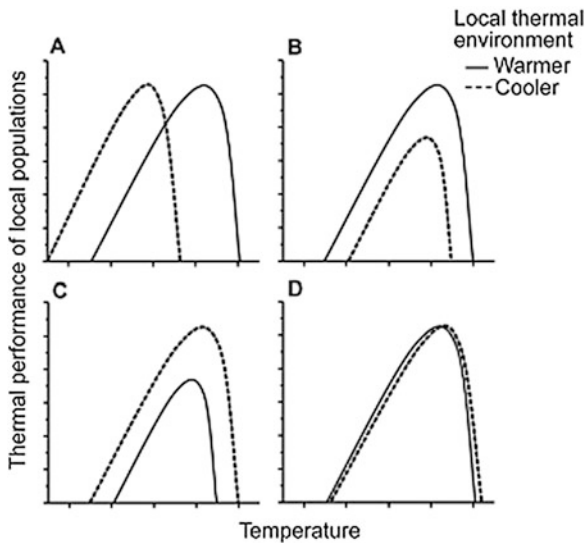 Local thermal
environment
Warmer
Cooler
A
B
C
D
Thermal performance of local populations
Temperature